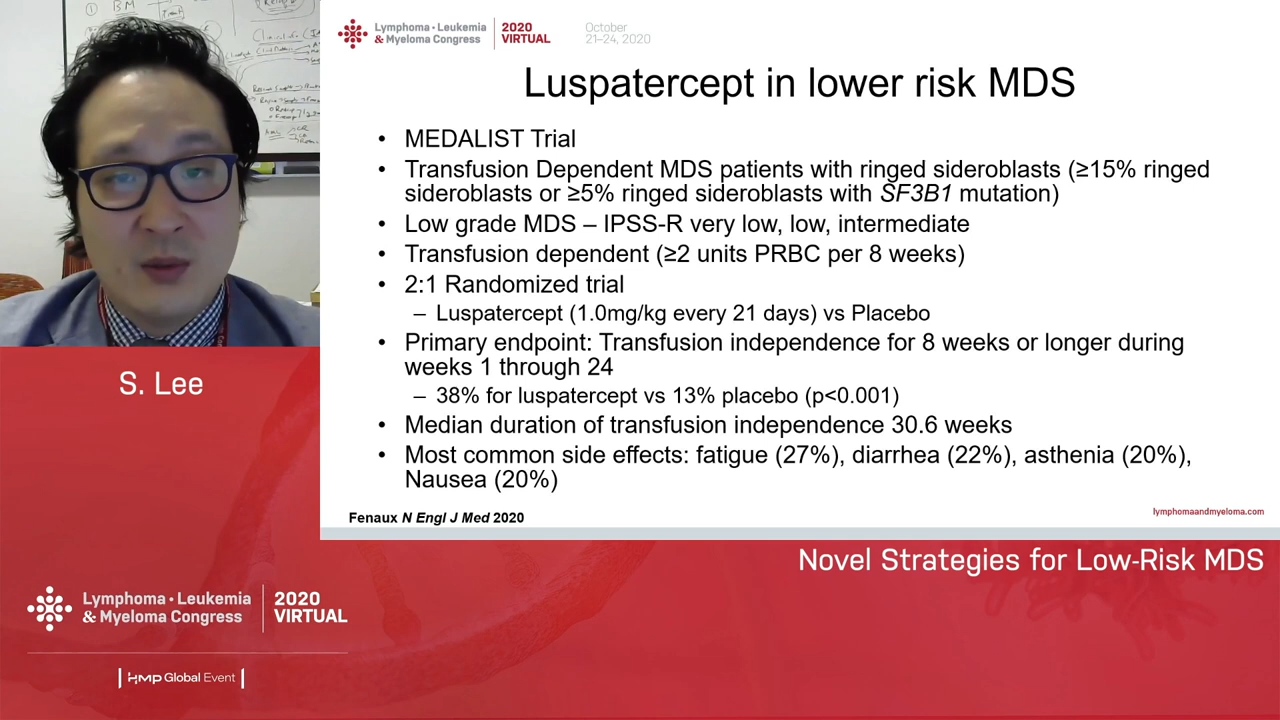 BM
Lymphoma · Leukemia
& Myeloma Congress
2020
VIRTUAL
October
21–24, 2020
Luspatercept in lower risk MDS
• MEDALIST Trial
• Transfusion Dependent MDS patients with ringed sideroblasts (≥15% ringed
sideroblasts or ≥5% ringed sideroblasts with SF3B1 mutation)
• Low grade MDS – IPSS-R very low, low, intermediate
• Transfusion dependent (≥2 units PRBC per 8 weeks)
• 2:1 Randomized trial
– Luspatercept (1.0mg/kg every 21 days) vs Placebo
• Primary endpoint: Transfusion independence for 8 weeks or longer during
weeks 1 through 24
– 38% for luspatercept vs 13% placebo (p<0.001)
• Median duration of transfusion independence 30.6 weeks
• Most common side effects: fatigue (27%), diarrhea (22%), asthenia (20%),
Nausea (20%)
Fenaux N Engl J Med 2020
lymphomaandmyeloma.com
S. Lee
Novel Strategies for Low-Risk MDS
Lymphoma · Leukemia
& Myeloma Congress
2020
VIRTUAL
HMP Global Event